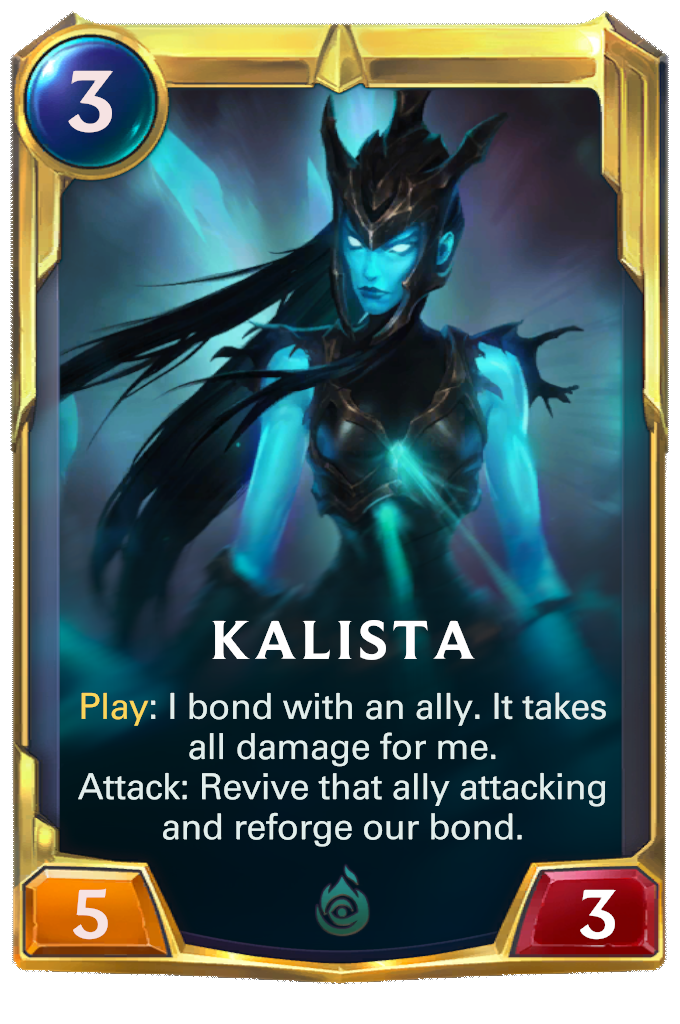 3
KALISTA
Play: I bond with an ally. It takes
all damage for me.
Attack: Revive that ally attacking
and reforge our bond.
5
3